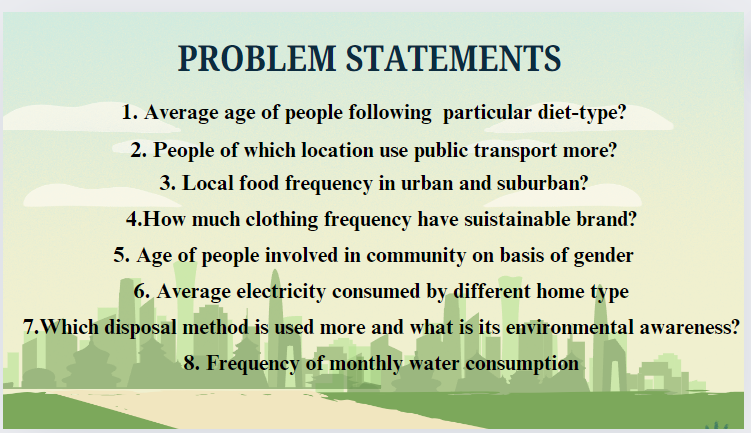 PROBLEM STATEMENTS
1. Average age of people following particular diet-type?
2. People of which location use public transport more?
3. Local food frequency in urban and suburban?
4.How much clothing frequency have suistainable brand?
5. Age of people involved in community on basis of gender
6. Average electricity consumed by different home type
7.Which disposal method is used more and what is its environmental awareness?
8. Frequency of monthly water consumption